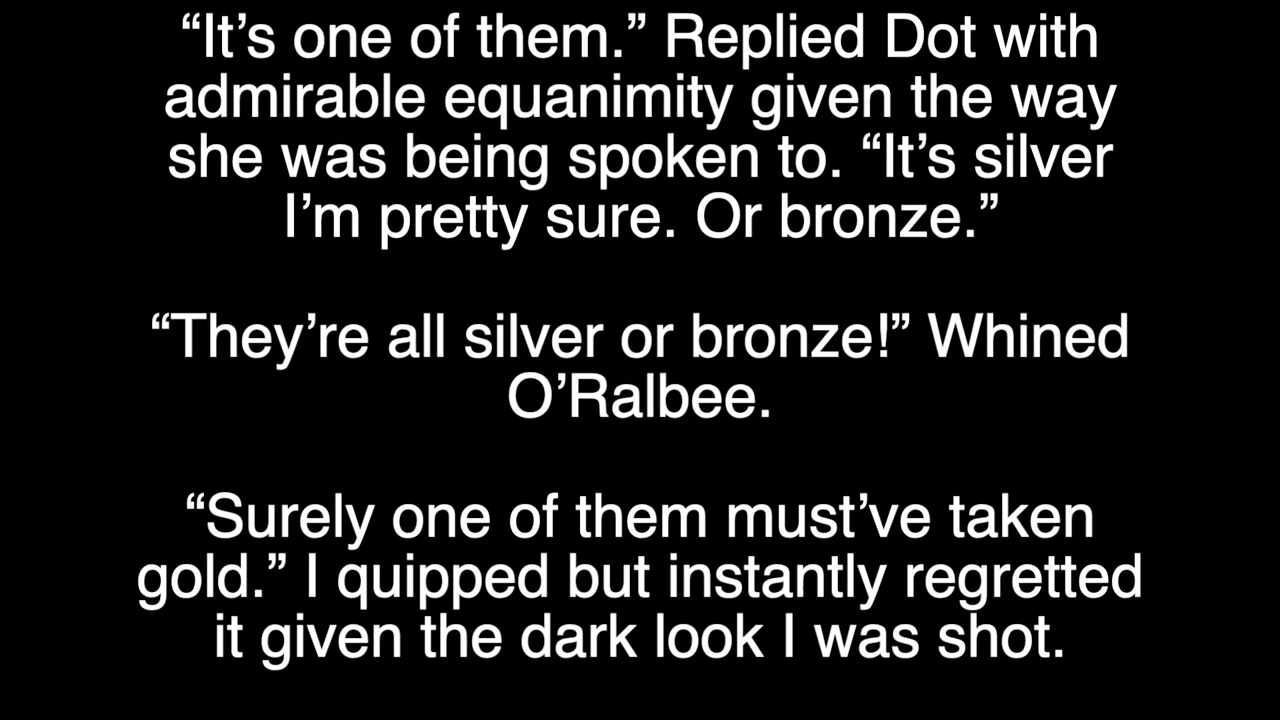 “It’s one of them.” Replied Dot with
admirable equanimity given the way
she was being spoken to. “It’s silver
I’m pretty sure. Or bronze.”
“They’re all silver or bronze!” Whined
O’Ralbee.
“Surely one of them must’ve taken
gold.” I quipped but instantly regretted
it given the dark look I was shot.